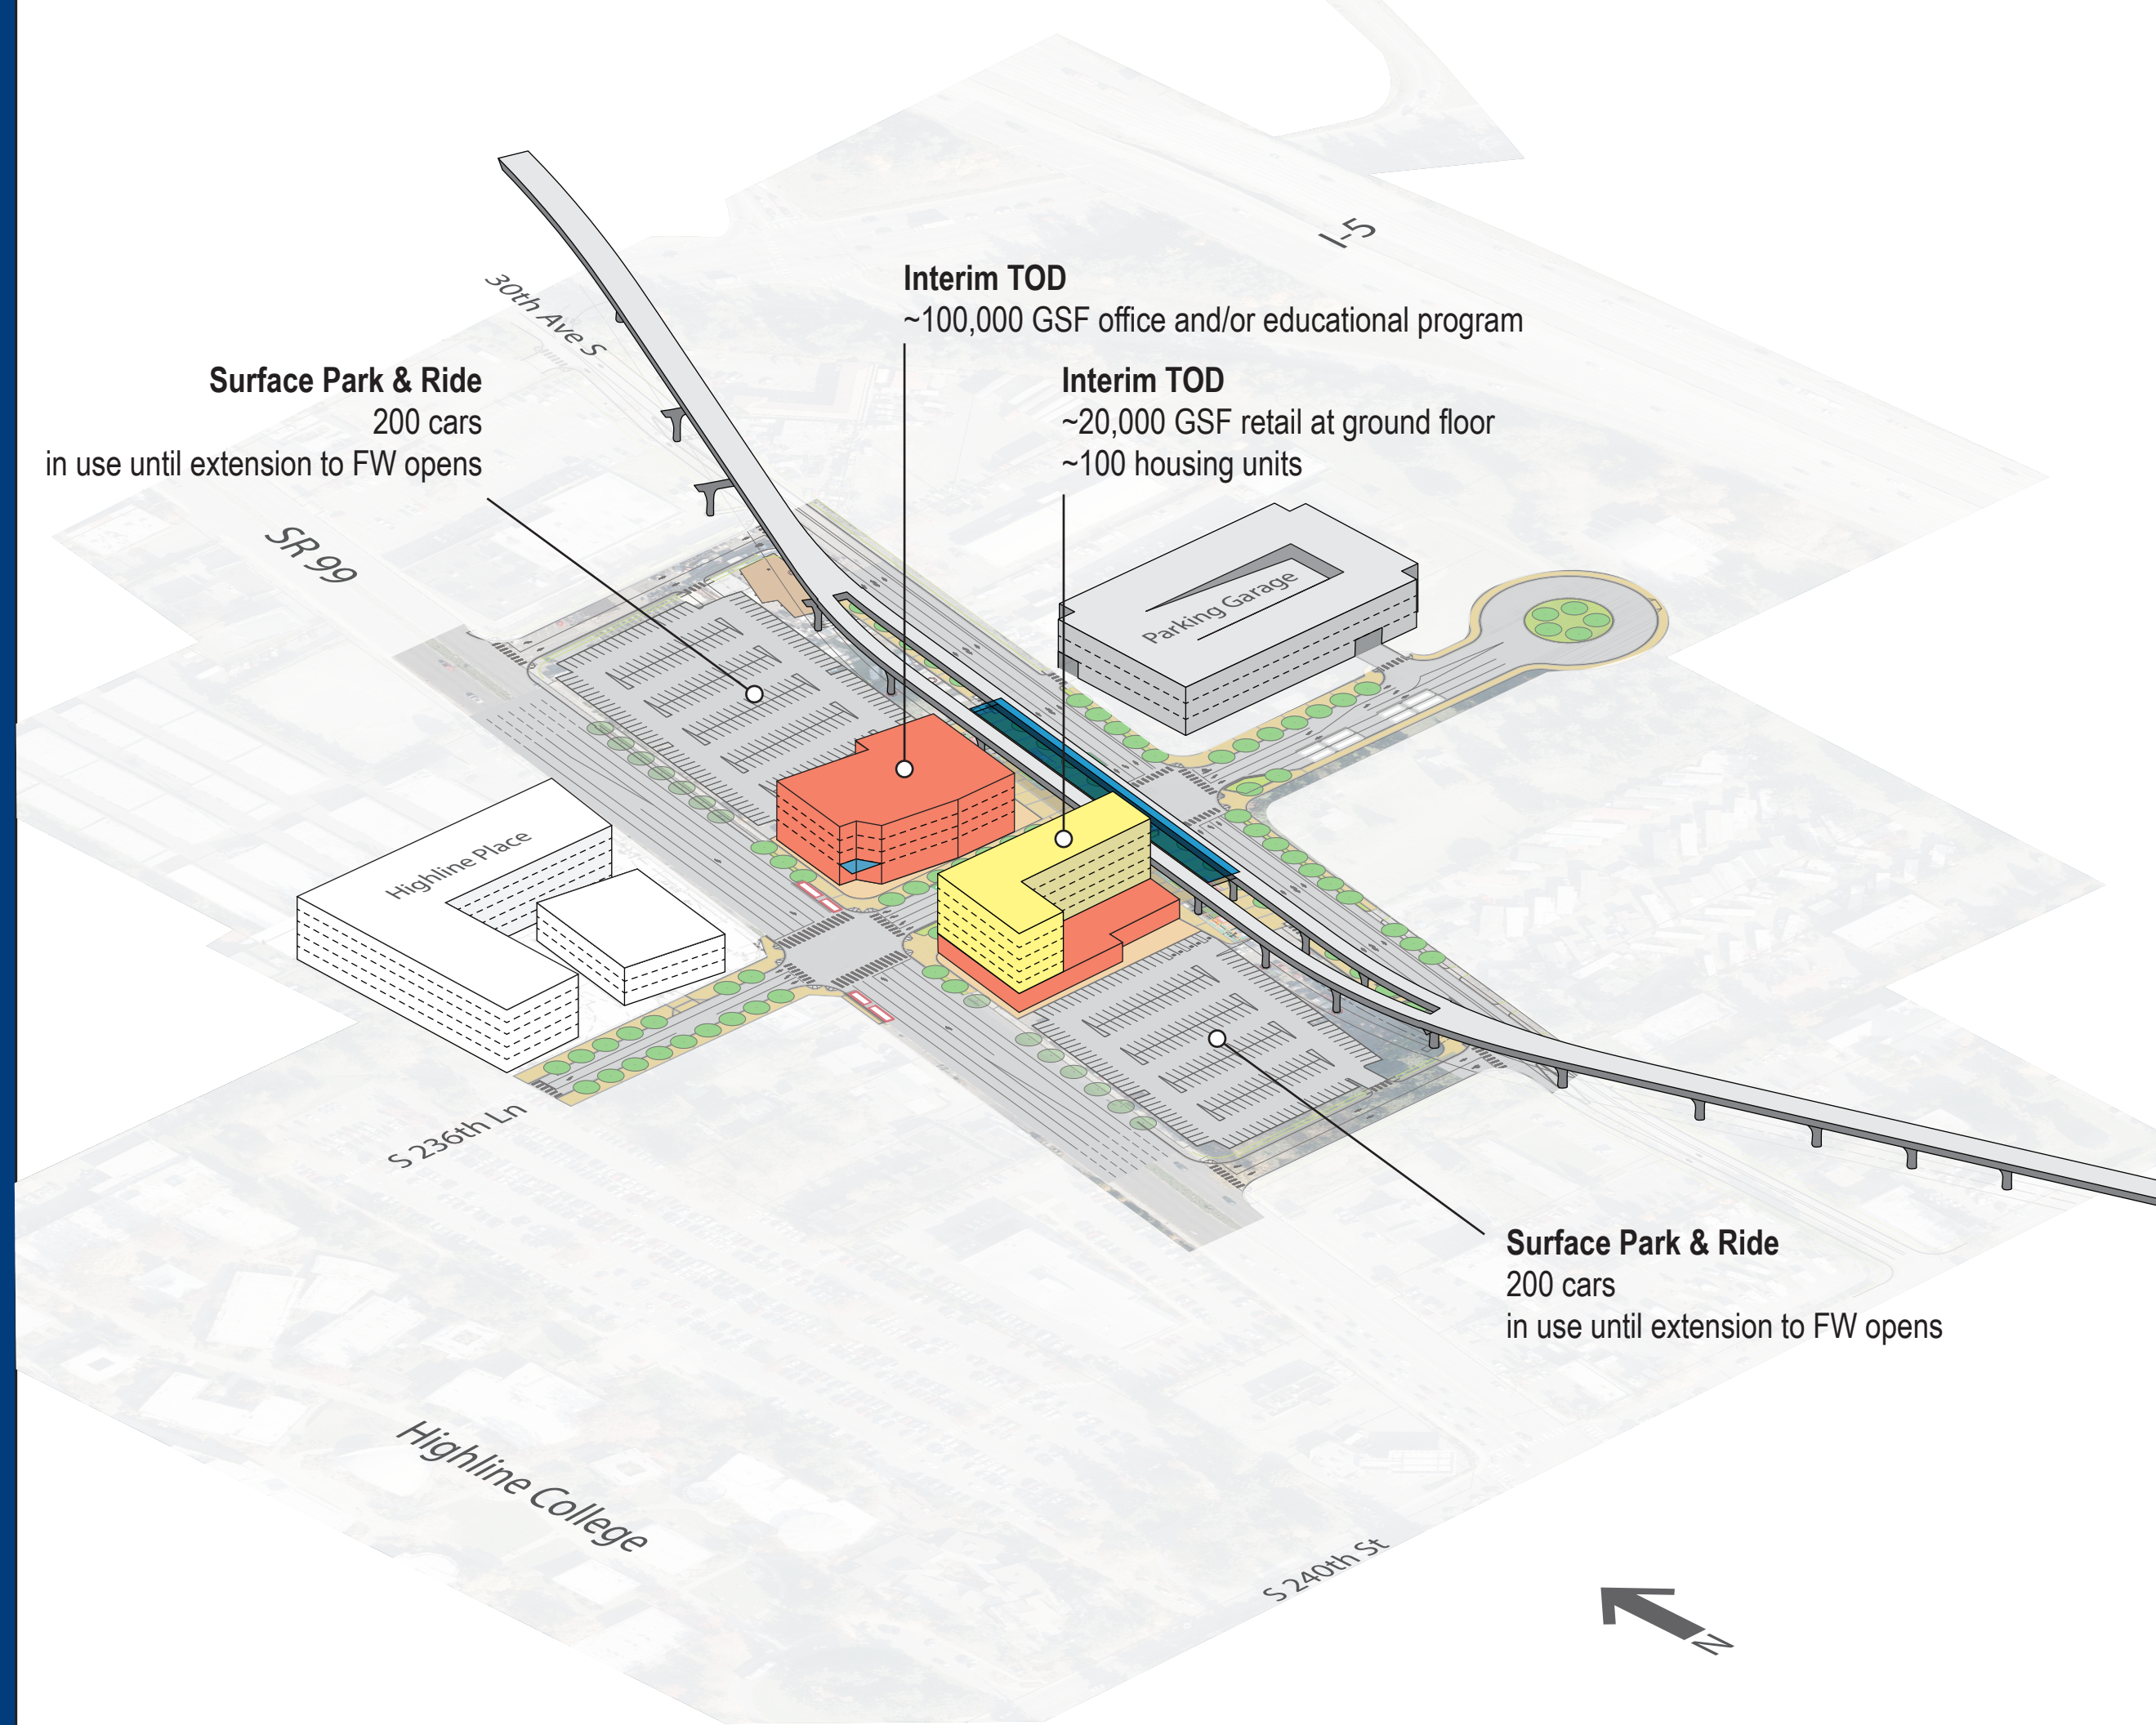 I-5
30th Ave S
Interim TOD
~100,000 GSF office and/or educational program
Surface Park & Ride
200 cars
in use until extension to FW opens
Interim TOD
~20,000 GSF retail at ground floor
~100 housing units
SR 99
Parking Garage
Highline Place
S 236th Ln
Surface Park & Ride
200 cars
in use until extension to FW opens
Highline College
S 240th St
N